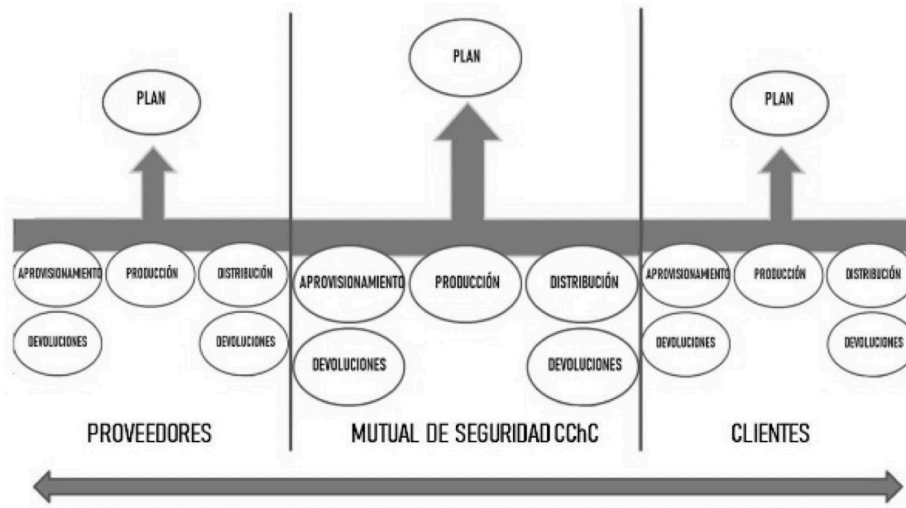 PLAN
PLAN
PLAN
APROVISIONAMIENTO PRODUCCIÓN DISTRIBUCIÓN
DEVOLUCIONES DEVOLUCIONES
APROVISIONAMIENTO PRODUCCIÓN DISTRIBUCIÓN
DEVOLUCIONES DEVOLUCIONES
APROVISIONAMIENTO PRODUCCIÓN DISTRIBUCIÓN
DEVOLUCIONES DEVOLUCIONES
PROVEEDORES
MUTUAL DE SEGURIDAD CChC
CLIENTES